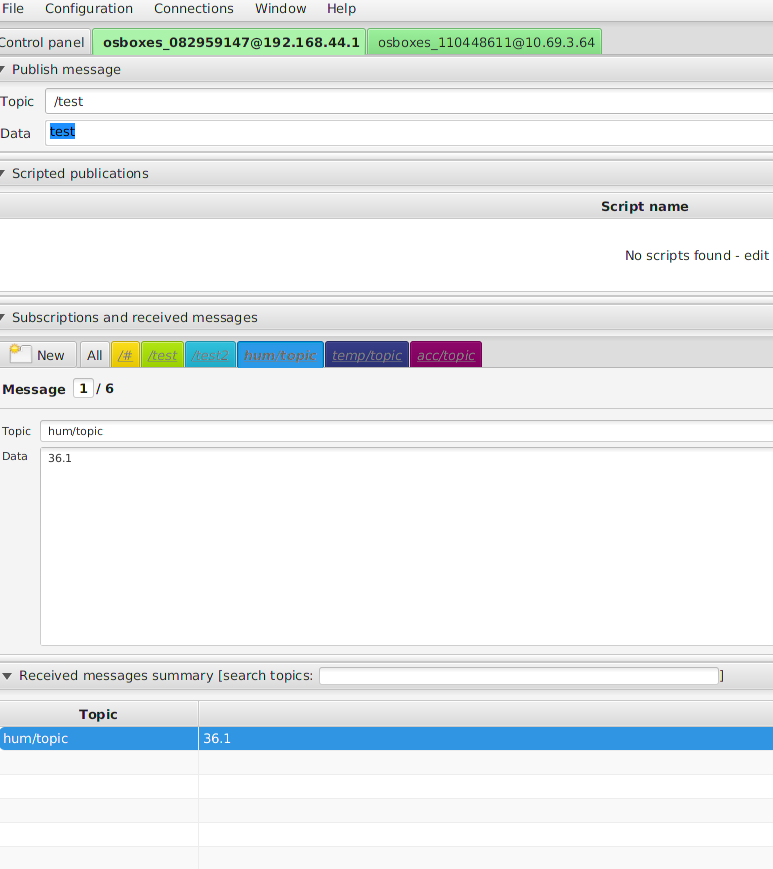 File Configuration Connections Window Help
Control panel osboxes_082959147@192.168.44.1 osboxes_110448611@10.69.3.64
Publish message
Topic /test
Data test
Scripted publications
Script name
No scripts found - edit
Subscriptions and received messages
New All /# /test /test2 hum/topic temp/topic acc/topic
Message 1 / 6
Topic hum/topic
Data 36.1
Received messages summary [search topics: ]
Topic
hum/topic 36.1